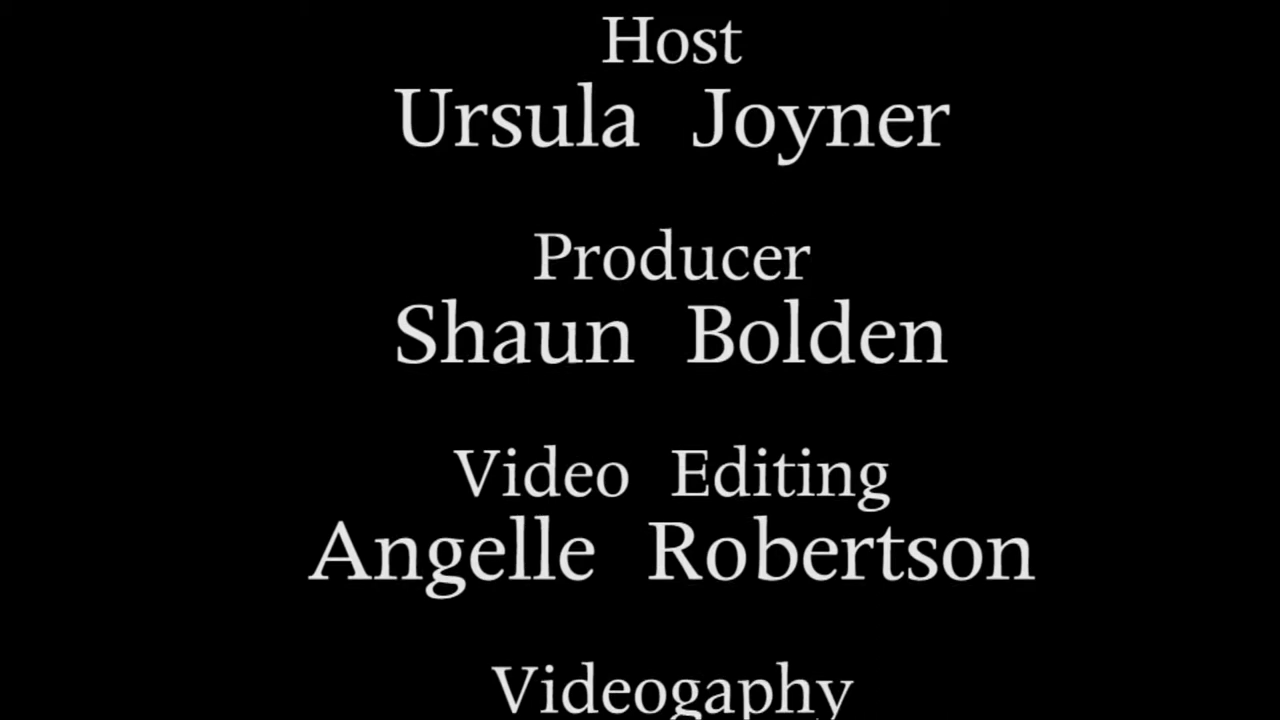 Host
Ursula Joyner
Producer
Shaun Bolden
Video Editing
Angelle Robertson
Videogaphy